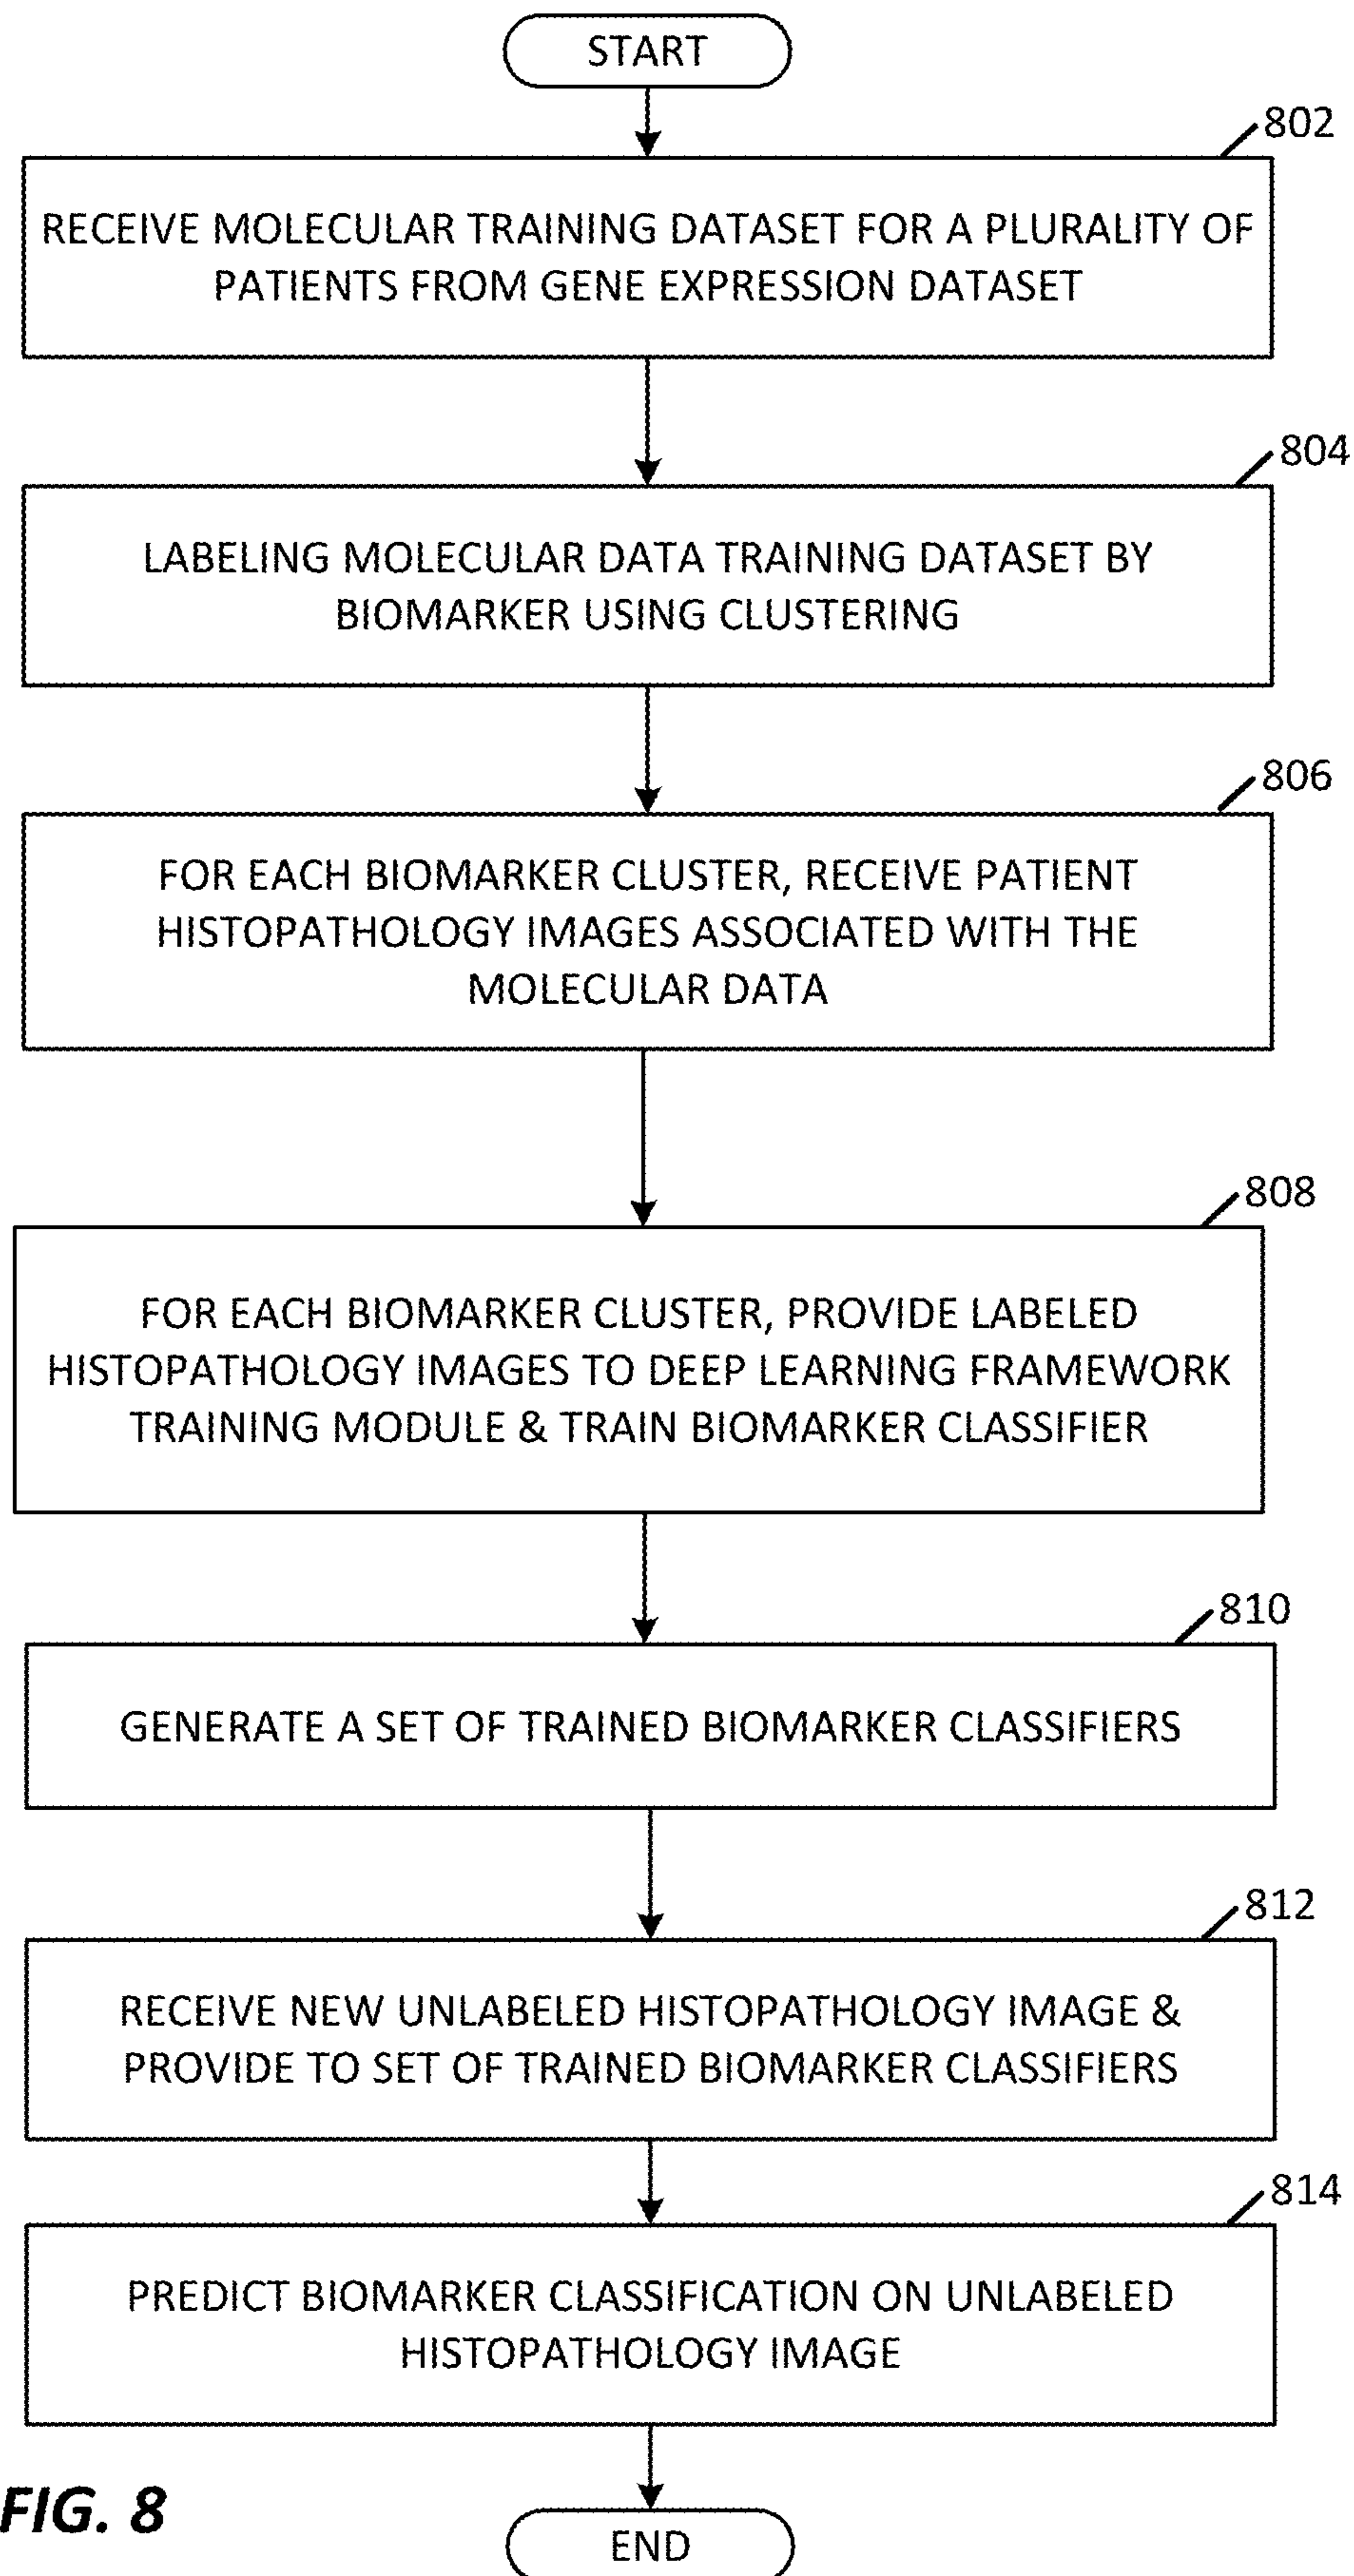 START
802
RECEIVE MOLECULAR TRAINING DATASET FOR A PLURALITY OF
PATIENTS FROM GENE EXPRESSION DATASET
804
LABELING MOLECULAR DATA TRAINING DATASET BY
BIOMARKER USING CLUSTERING
806
FOR EACH BIOMARKER CLUSTER, RECEIVE PATIENT
HISTOPATHOLOGY IMAGES ASSOCIATED WITH THE
MOLECULAR DATA
808
FOR EACH BIOMARKER CLUSTER, PROVIDE LABELED
HISTOPATHOLOGY IMAGES TO DEEP LEARNING FRAMEWORK
TRAINING MODULE & TRAIN BIOMARKER CLASSIFIER
810
GENERATE A SET OF TRAINED BIOMARKER CLASSIFIERS
812
RECEIVE NEW UNLABELED HISTOPATHOLOGY IMAGE &
PROVIDE TO SET OF TRAINED BIOMARKER CLASSIFIERS
814
PREDICT BIOMARKER CLASSIFICATION ON UNLABELED
HISTOPATHOLOGY IMAGE
FIG. 8
END